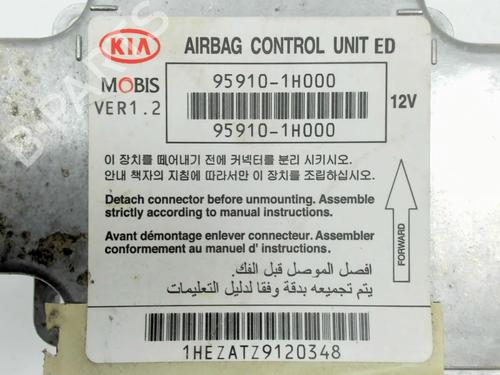 KIA AIRBAG CONTROL UNIT ED
MOBIS
VER1.2
95910-1H000
95910-1H000
12V
이 장치를 떼어내기 전에 커넥터를 분리 시키시오.
안내 책자의 지침에 따라서만 이 장치를 조립하십시오.
Detach connector before unmounting. Assemble
strictly according to manual instructions.
Avant démontage enlever connecteur. Assembler
conformement au manuel d' instructions.
افصل الموصل قبل الفك.
يتم تجميعه بدقة وفقا لدليل التعليمات
FORWARD
1HEZATZ9120348